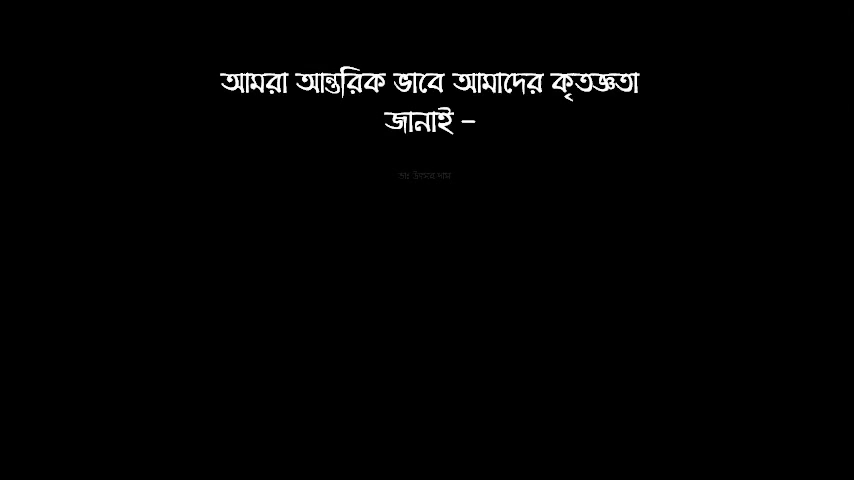 আমরা আন্তরিক ভাবে আমাদের কৃতজ্ঞতা
জানাই –